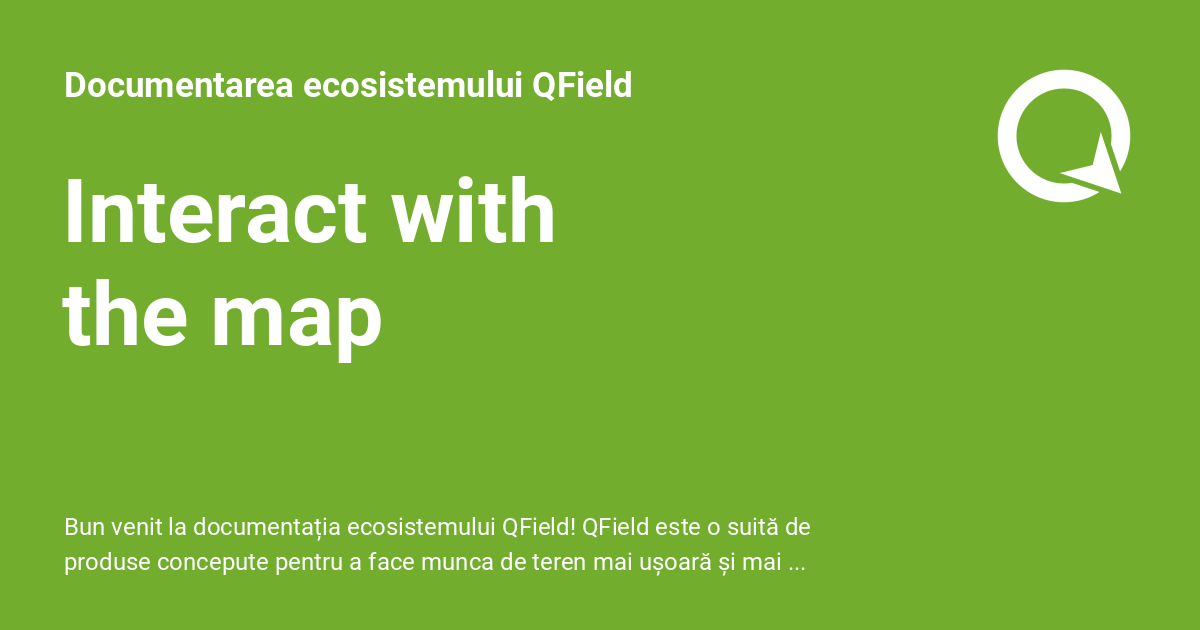 Documentarea ecosistemului QField
Interact with
the map
Bun venit la documentația ecosistemului QField! QField este o suită de
produse concepute pentru a face munca de teren mai ușoară și mai ...